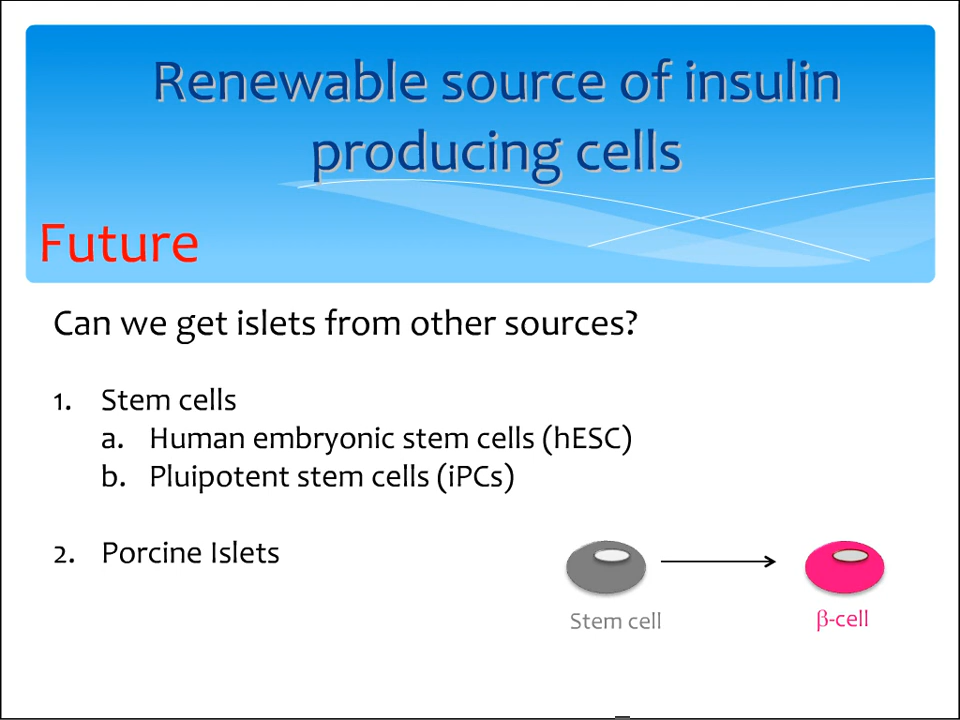 Renewable source of insulin
producing cells
Future
Can we get islets from other sources?
1. Stem cells
a. Human embryonic stem cells (hESC)
b. Pluipotent stem cells (iPCs)
2. Porcine Islets
Stem cell
β-cell